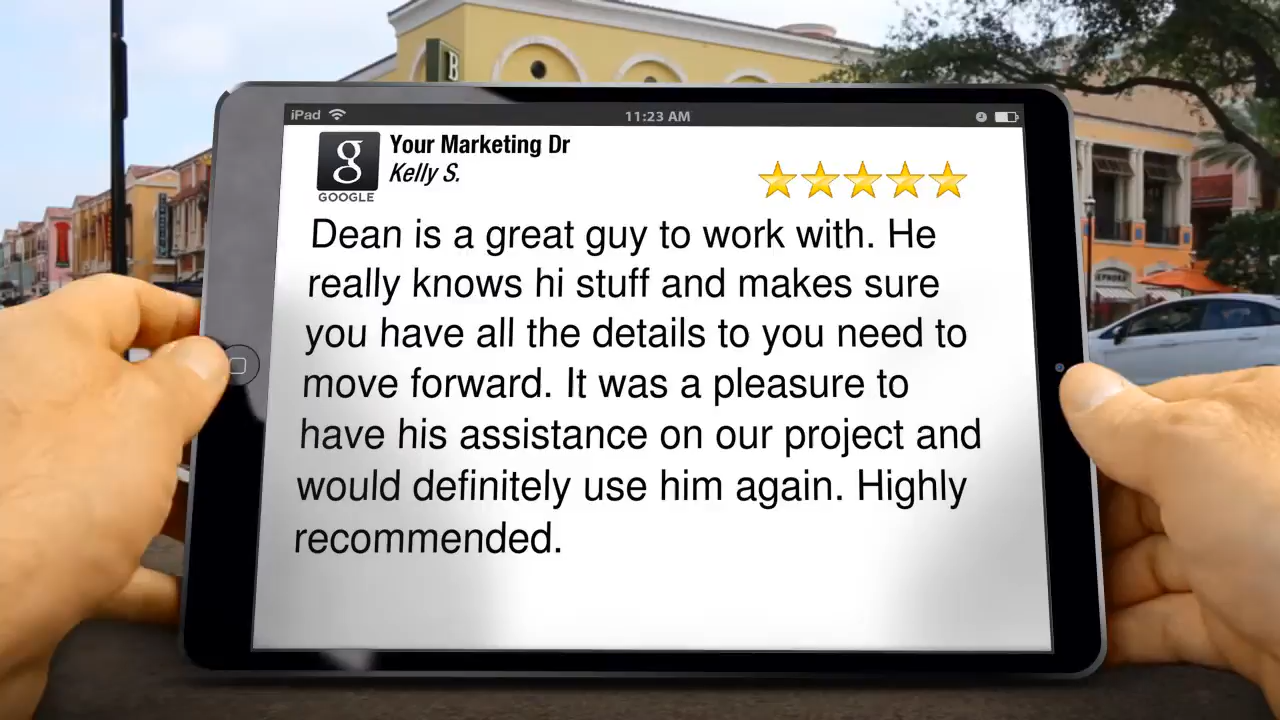 iPad
11:23 AM
g
GOOGLE
Your Marketing Dr
Kelly S.
Dean is a great guy to work with. He
really knows hi stuff and makes sure
you have all the details to you need to
move forward. It was a pleasure to
have his assistance on our project and
would definitely use him again. Highly
recommended.
B